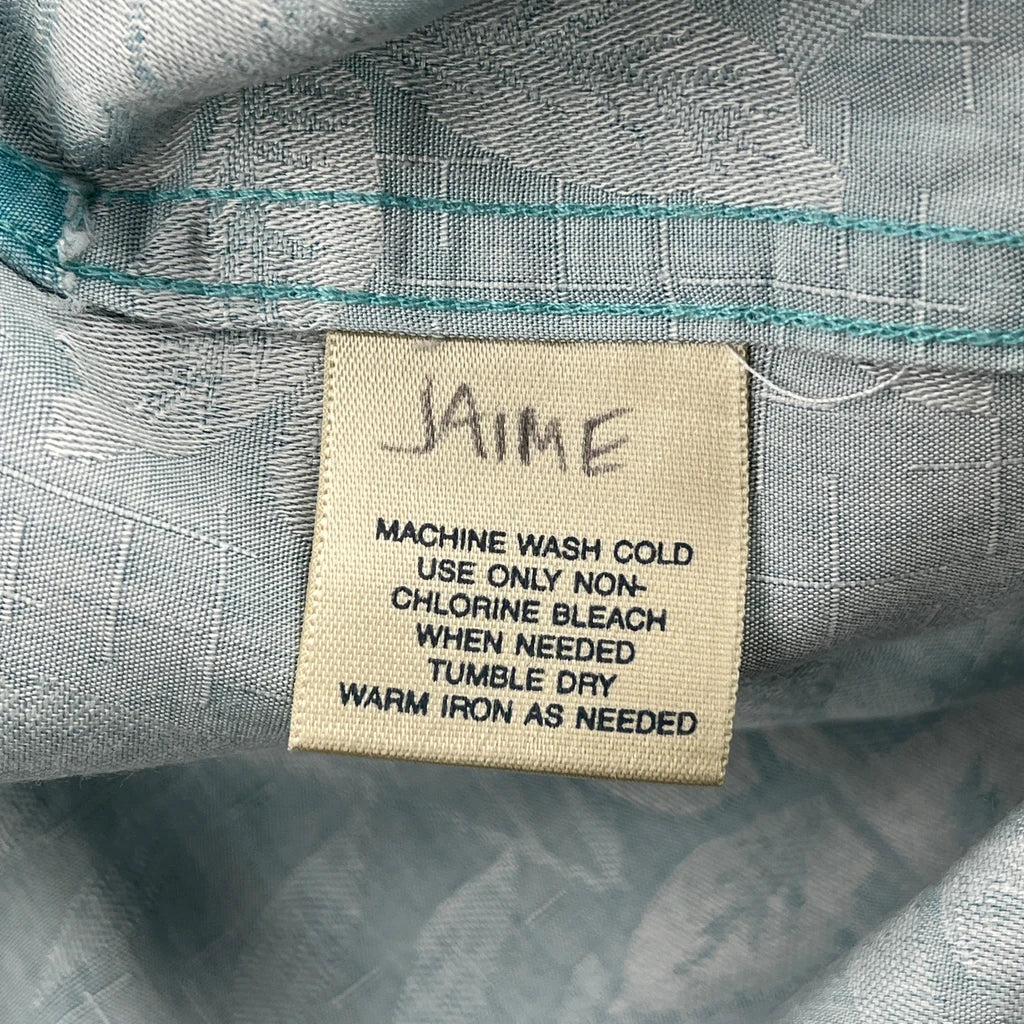 JAIME
MACHINE WASH COLD
USE ONLY NON-
CHLORINE BLEACH
WHEN NEEDED
TUMBLE DRY
WARM IRON AS NEEDED